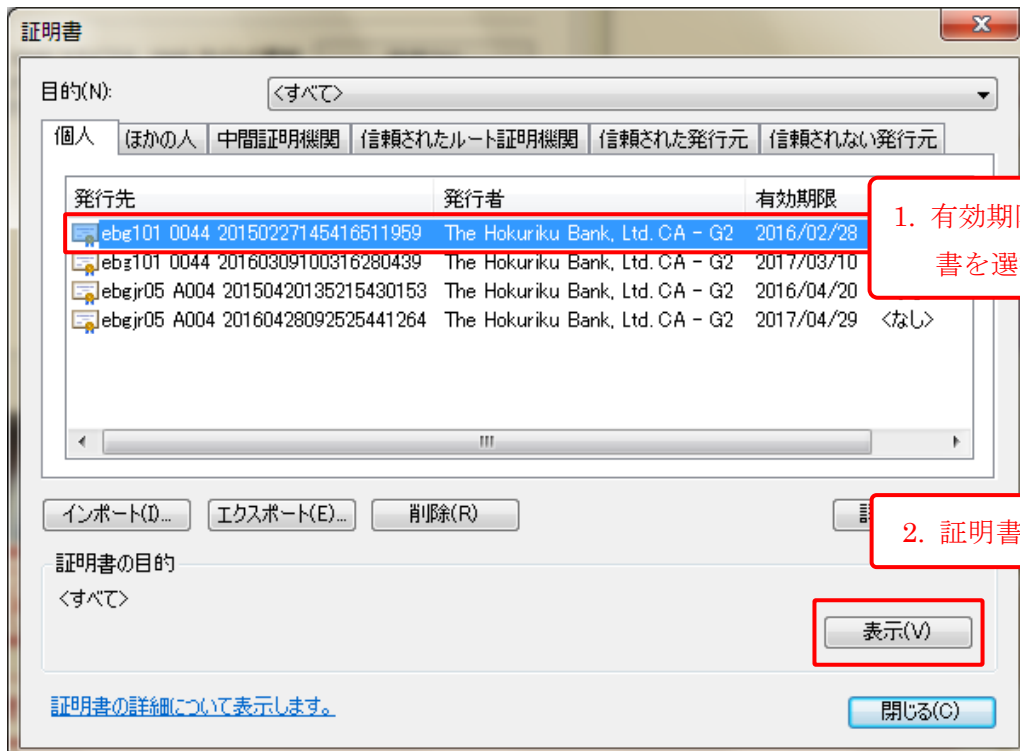 証明書
目的(N):
<すべて>
個人 ほかの人 中間証明機関 信頼されたルート証明機関 信頼された発行元 信頼されない発行元
発行先 発行者 有効期限
ebg101 0044 20150227145416511959 The Hokuriku Bank, Ltd. CA - G2 2016/02/28
ebg101 0044 20160309100316280439 The Hokuriku Bank, Ltd. CA - G2 2017/03/10
ebgjr05 A004 20150420135215430153 The Hokuriku Bank, Ltd. CA - G2 2016/04/20
ebgjr05 A004 20160428092525441264 The Hokuriku Bank, Ltd. CA - G2 2017/04/29 <なし>
1. 有効期
書を選
インポート(I)... エクスポート(E)... 削除(R)
2. 証明書
証明書の目的
<すべて>
表示(V)
証明書の詳細について表示します。
閉じる(C)